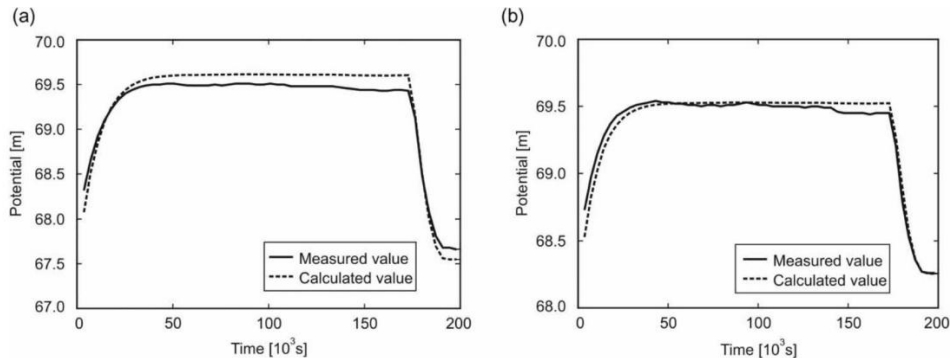 (a)
70.0
69.5
69.0
68.5
68.0
67.5
67.0
Potential [m]
Measured value
Calculated value
0 50 100 150 200
Time [10³s]
(b)
70.0
69.5
69.0
68.5
68.0
Potential [m]
Measured value
Calculated value
0 50 100 150 200
Time [10³s]